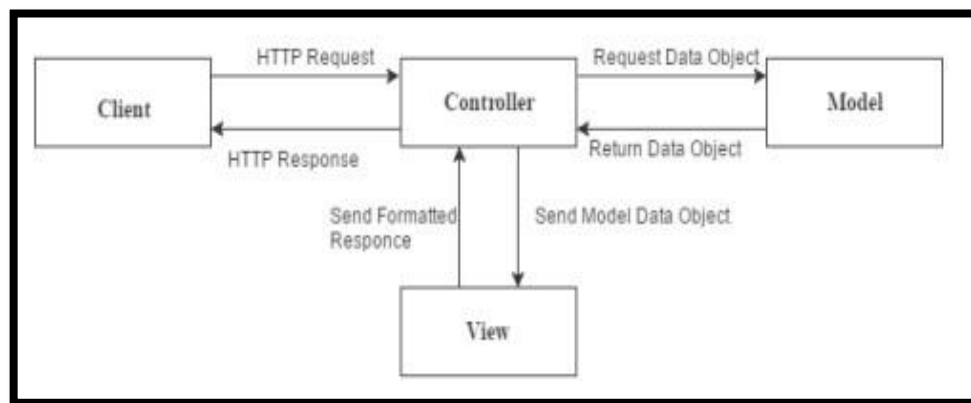 HTTP Request
Request Data Object
Client
Controller
Model
HTTP Response
Return Data Object
Send Formatted
Responce
Send Model Data Object
View